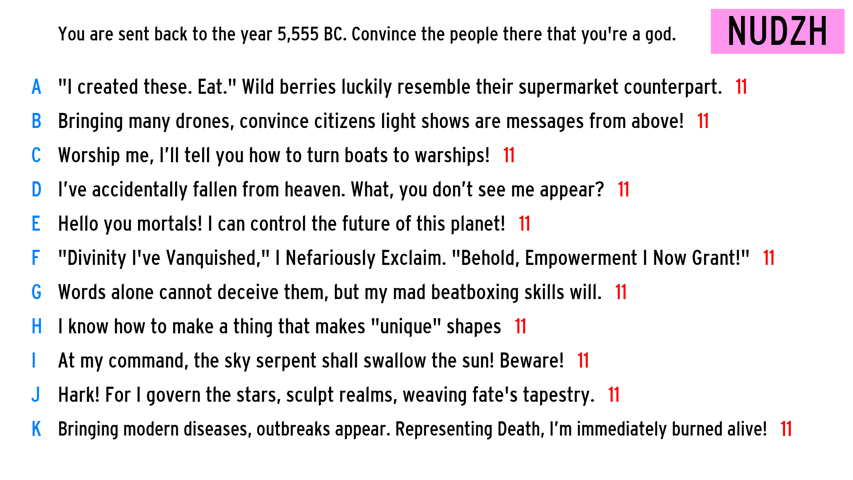 You are sent back to the year 5,555 BC. Convince the people there that you're a god.
NUDZH
A "I created these. Eat." Wild berries luckily resemble their supermarket counterpart. 11
B Bringing many drones, convince citizens light shows are messages from above! 11
C Worship me, I'll tell you how to turn boats to warships! 11
D I've accidentally fallen from heaven. What, you don't see me appear? 11
E Hello you mortals! I can control the future of this planet! 11
F "Divinity I've Vanquished," I Nefariously Exclaim. "Behold, Empowerment I Now Grant!" 11
G Words alone cannot deceive them, but my mad beatboxing skills will. 11
H I know how to make a thing that makes "unique" shapes 11
I At my command, the sky serpent shall swallow the sun! Beware! 11
J Hark! For I govern the stars, sculpt realms, weaving fate's tapestry. 11
K Bringing modern diseases, outbreaks appear. Representing Death, I'm immediately burned alive! 11